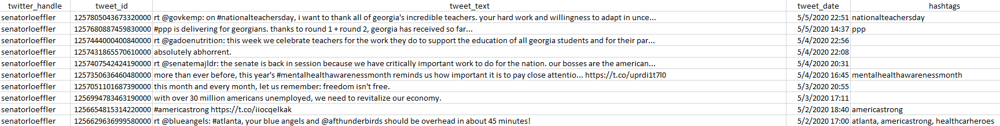 twitter_handle tweet_id tweet_text tweet_date hashtags
senatorloeffler 1257805043673320000 rt @govkemp: on #nationalteachersday, i want to thank all of georgia's incredible teachers. your hard work and willingness to adapt in unce... 5/5/2020 22:51 nationalteachersday
senatorloeffler 1257680887459830000 #ppp is delivering for georgians. thanks to round 1 + round 2, georgia has received so far... 5/5/2020 14:37 ppp
senatorloeffler 1257444000400840000 rt @gadoenutrition: this week we celebrate teachers for the work they do to support the education of all georgia students and for their par... 5/4/2020 22:56
senatorloeffler 1257431865570610000 absolutely abhorrent. 5/4/2020 22:08
senatorloeffler 1257407542424190000 rt @senatemajldr: the senate is back in session because we have critically important work to do for the nation. our bosses are the american... 5/4/2020 20:31
senatorloeffler 1257350636460480000 more than ever before, this year's #mentalhealthawarenessmonth reminds us how important it is to pay close attentio... https://t.co/uprdi1t7l0 5/4/2020 16:45 mentalhealthawarenessmonth
senatorloeffler 1257051101687390000 this month and every month, let us remember: freedom isn't free. 5/3/2020 20:55
senatorloeffler 1256994783463190000 with over 30 million americans unemployed, we need to revitalize our economy. 5/3/2020 17:11
senatorloeffler 1256654815314220000 #americastrong https://t.co/iiocqelkak 5/2/2020 18:40 americastrong
senatorloeffler 1256629636999580000 rt @blueangels: #atlanta, your blue angels and @afthunderbirds should be overhead in about 45 minutes! 5/2/2020 17:00 atlanta, americastrong, healthcarheroes